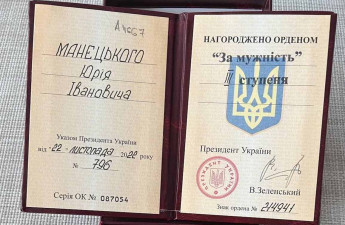 МАНЕЦЬКОГО
Юрія
Івановича
Указом Президента України
від 22 листопада 2022 року
№ 796
Серія ОК № 087054
НАГОРОДЖЕНО ОРДЕНОМ
"За мужність"
III ступеня
Президент України
В.Зеленський
Знак ордена № 214941